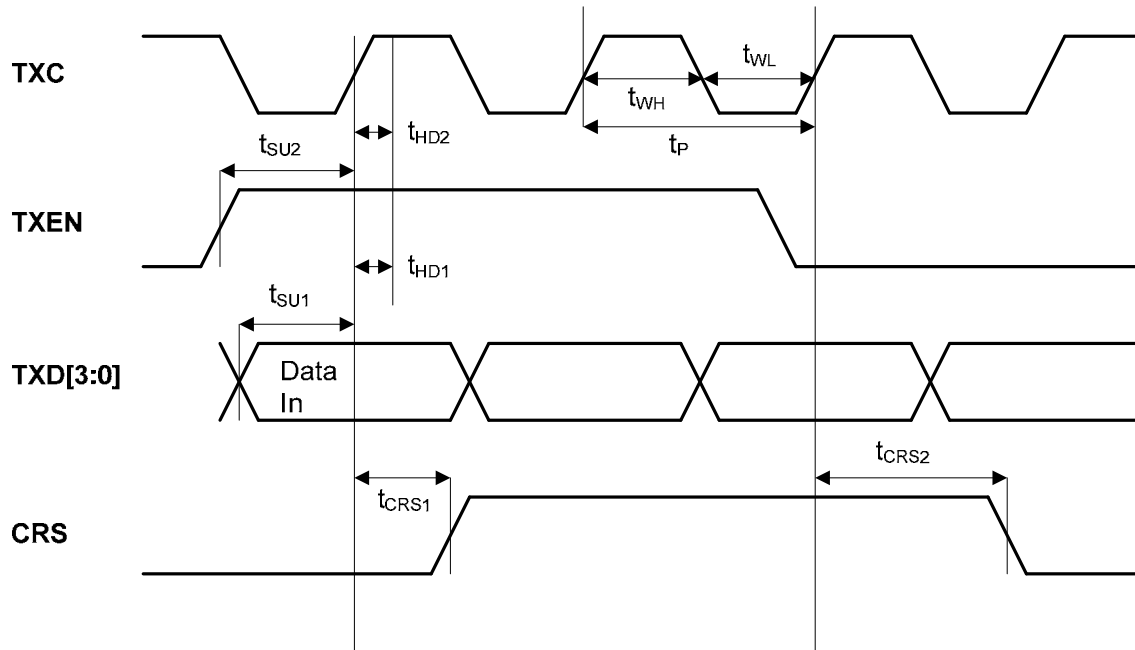 TXC
tWL
tWH
tHD2
tSU2
tP
TXEN
tHD1
tSU1
TXD[3:0]
Data
In
tCRS2
tCRS1
CRS